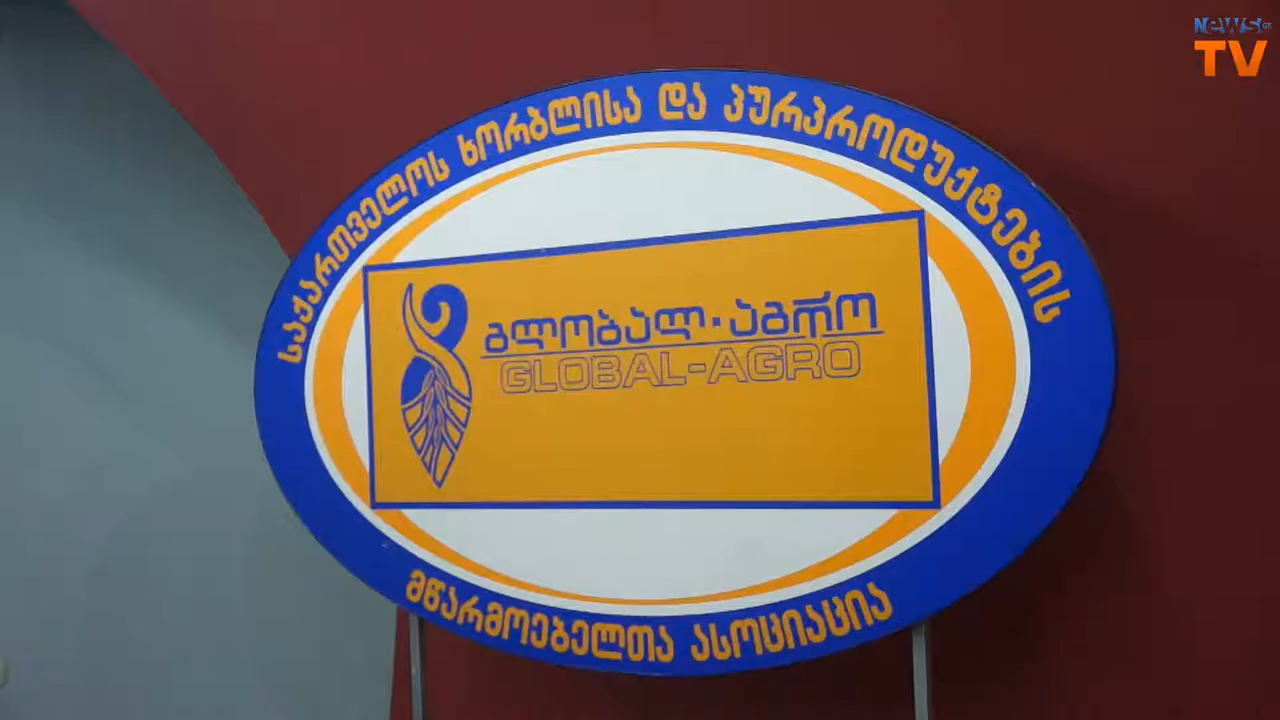 NEWS.GE
TV
საქართველოს ხორბლისა და პურპროდუქტების
გლობალ-აგრო
GLOBAL-AGRO
მწარმოებელთა ასოციაცია